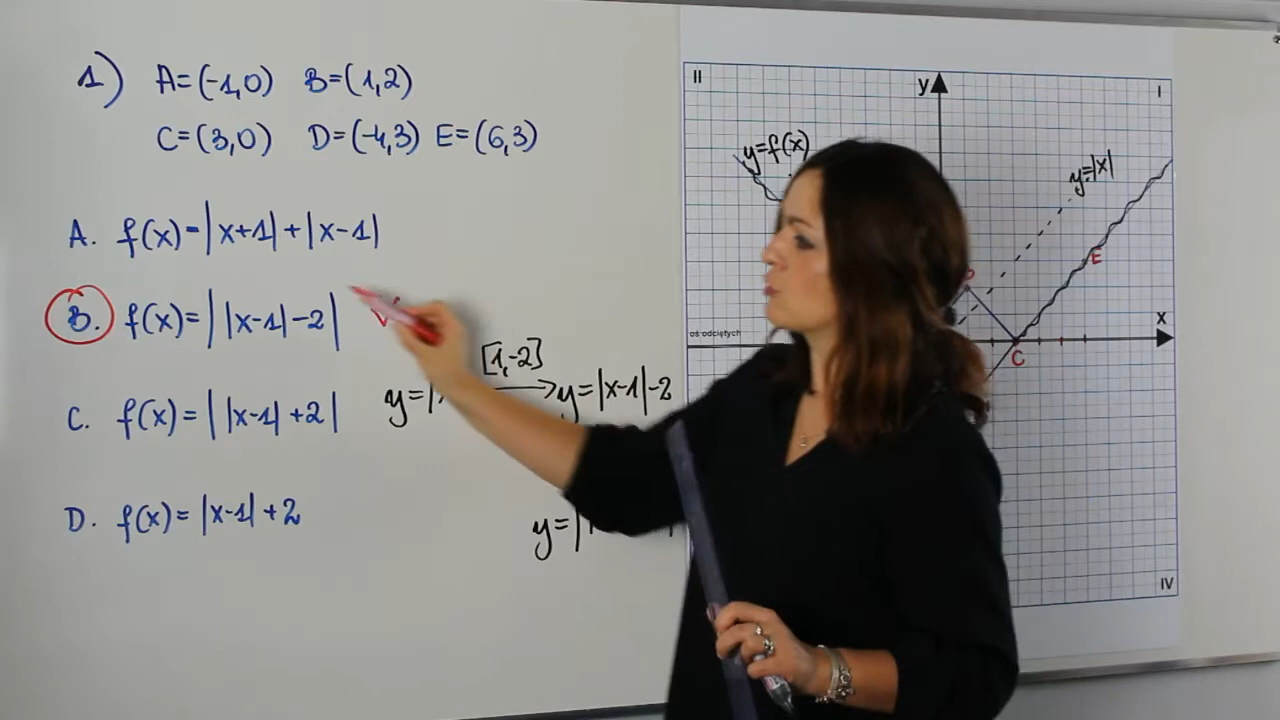 1) A=(-1,0) B=(1,2)
C=(3,0) D=(-4,3) E=(6,3)
A. f(x)=|x+1|+|x-1|
B. f(x)=||x-1|-2|
C. f(x)=||x-1|+2|
D. f(x)=|x-1|+2
[1,-2]
y=| y=|x-1|-2
y=|
II
y
I
y=f(x)
y=|x|
E
oś odciętych
x
C
IV